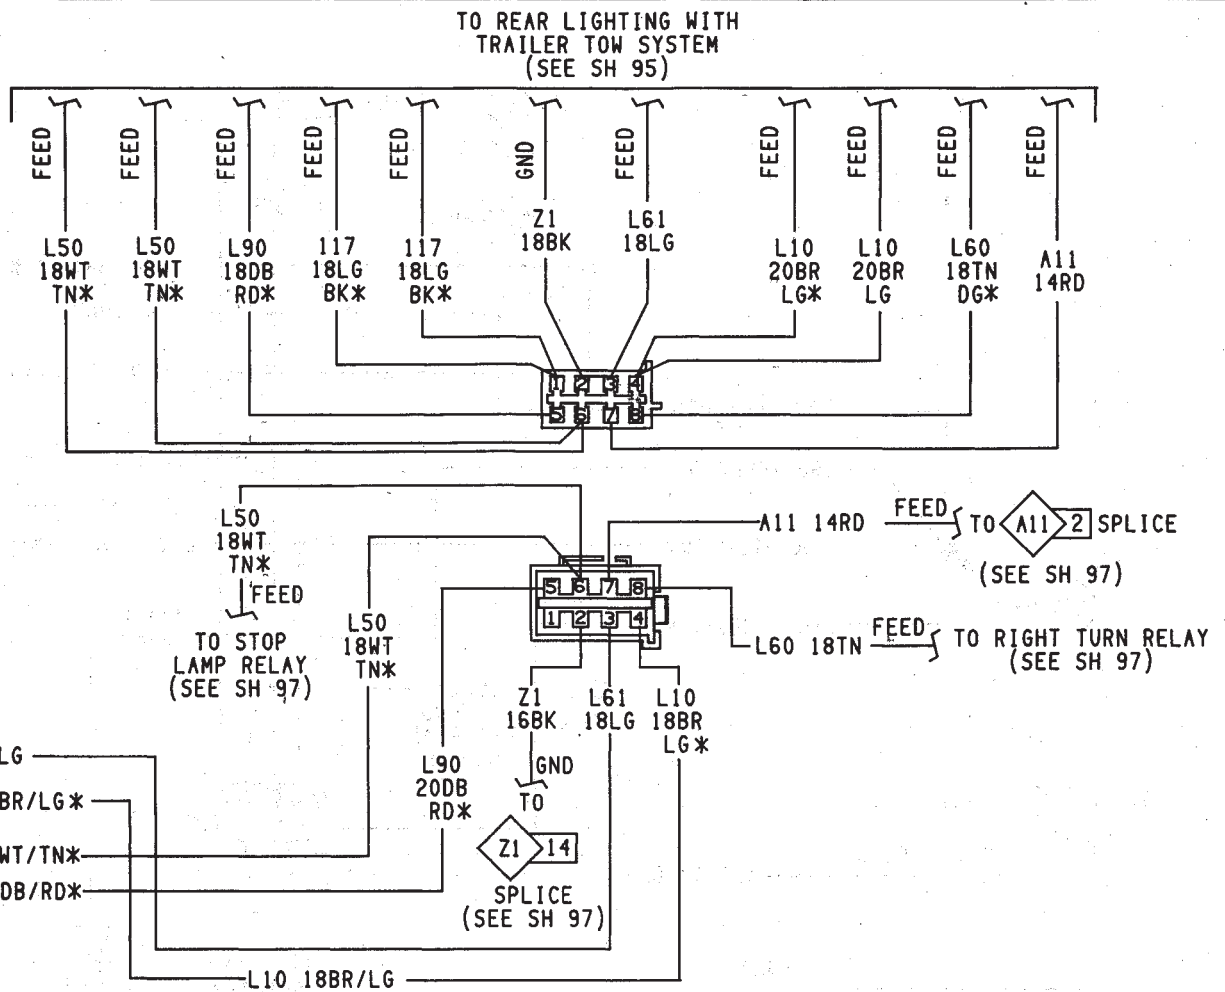 TO REAR LIGHTING WITH
TRAILER TOW SYSTEM
(SEE SH 95)
FEED
FEED
FEED
FEED
FEED
GND
FEED
FEED
FEED
FEED
FEED
L50
18WT
TN*
L50
18WT
TN*
L90
18DB
RD*
117
18LG
BK*
117
18LG
BK*
Z1
18BK
L61
18LG
L10
20BR
LG*
L10
20BR
LG
L60
18TN
DG*
A11
14RD
1 2 3 4
5 6 7 8
L50
18WT
TN*
FEED
TO STOP
LAMP RELAY
(SEE SH 97)
L50
18WT
TN*
5 6 7 8
1 2 3 4
A11 14RD
FEED
TO A11 2 SPLICE
(SEE SH 97)
L60 18TN
FEED
TO RIGHT TURN RELAY
(SEE SH 97)
Z1
16BK
L61
18LG
L10
18BR
LG*
GND
TO
Z1 14
SPLICE
(SEE SH 97)
L90
20DB
RD*
LG
BR/LG*
WT/TN*
DB/RD*
L10 18BR/LG